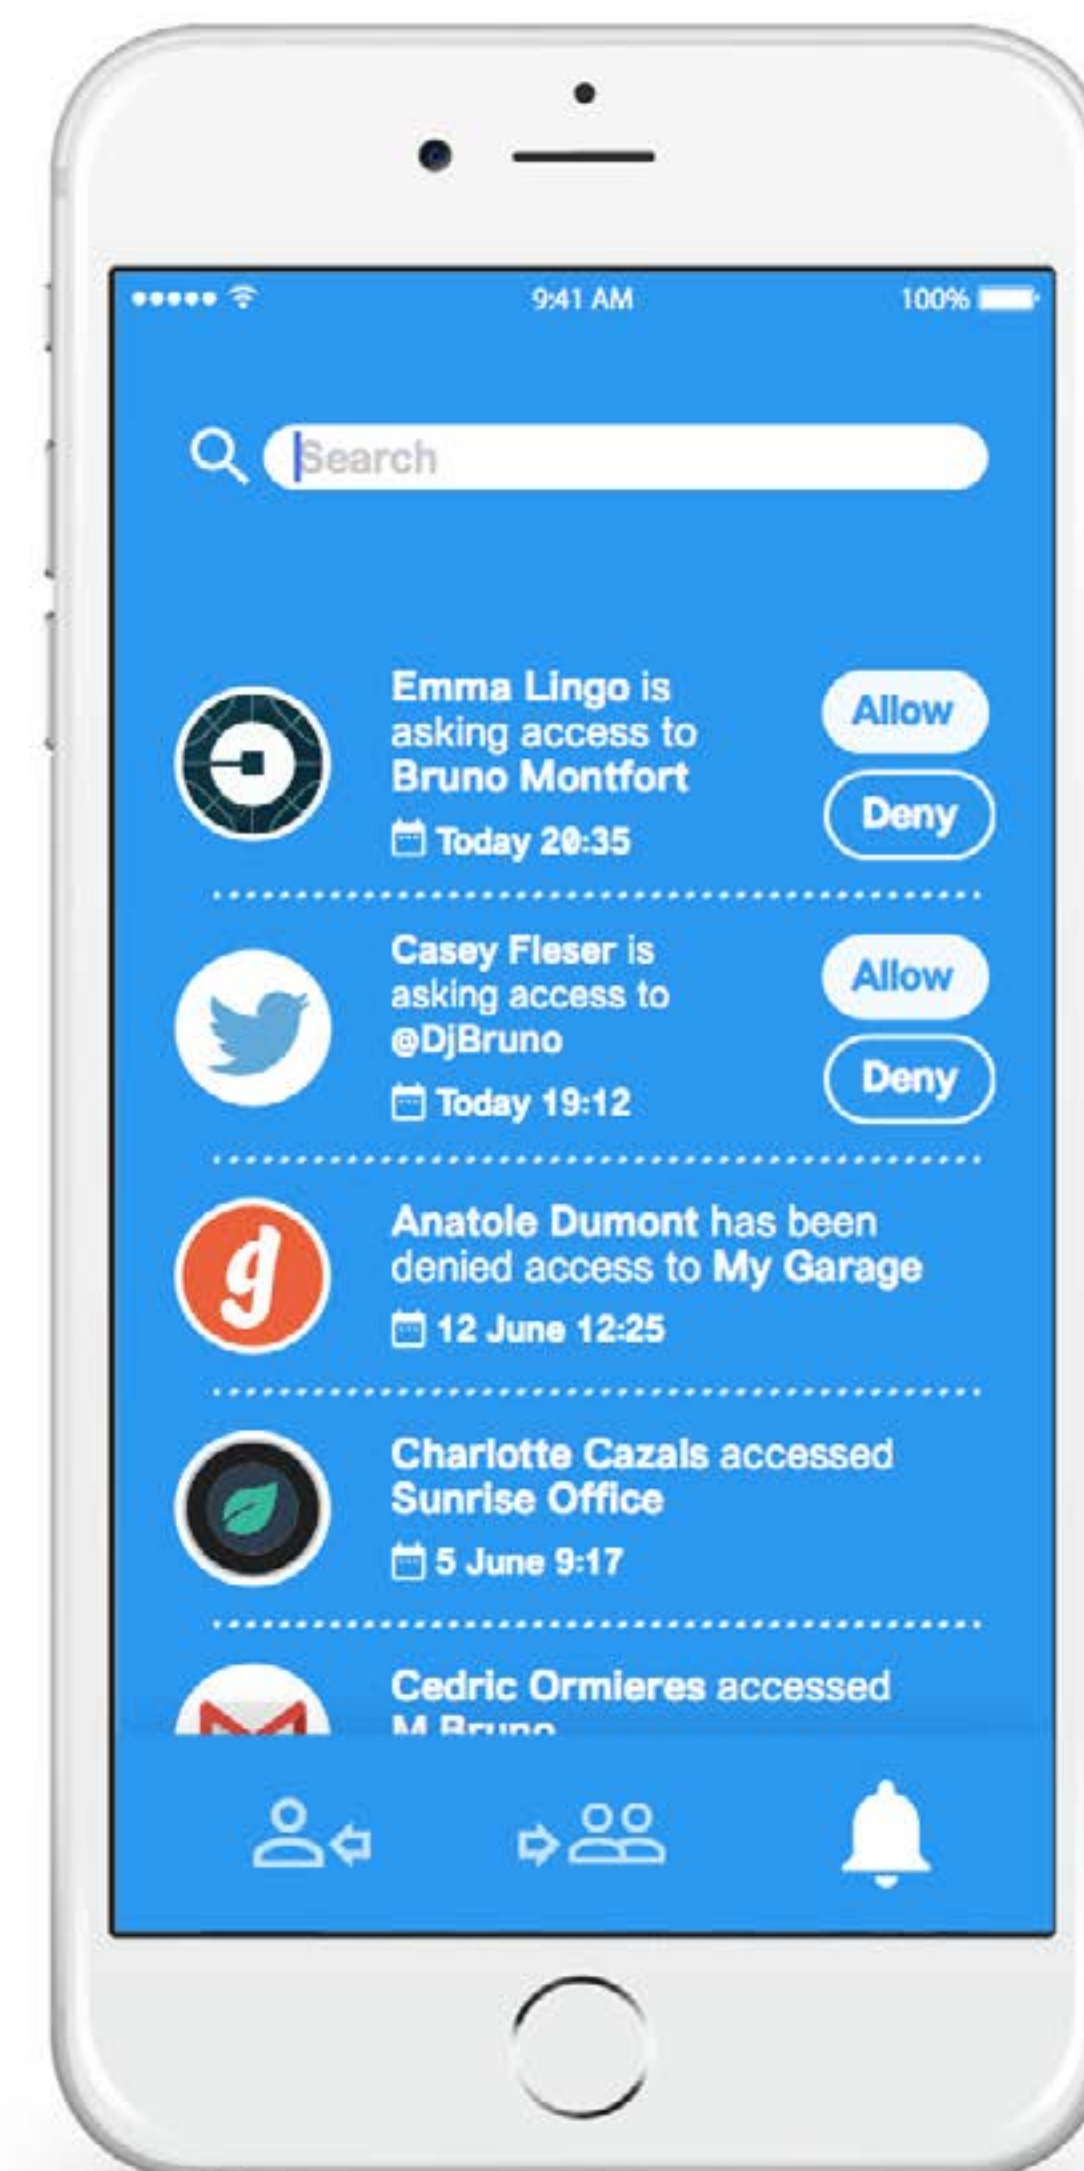 9:41 AM 100%
Search
Emma Lingo is
asking access to
Bruno Montfort
Today 20:35
Allow
Deny
Casey Fleser is
asking access to
@DjBruno
Today 19:12
Allow
Deny
g
Anatole Dumont has been
denied access to My Garage
12 June 12:25
Charlotte Cazals accessed
Sunrise Office
5 June 9:17
Cedric Ormieres accessed
M Bruno